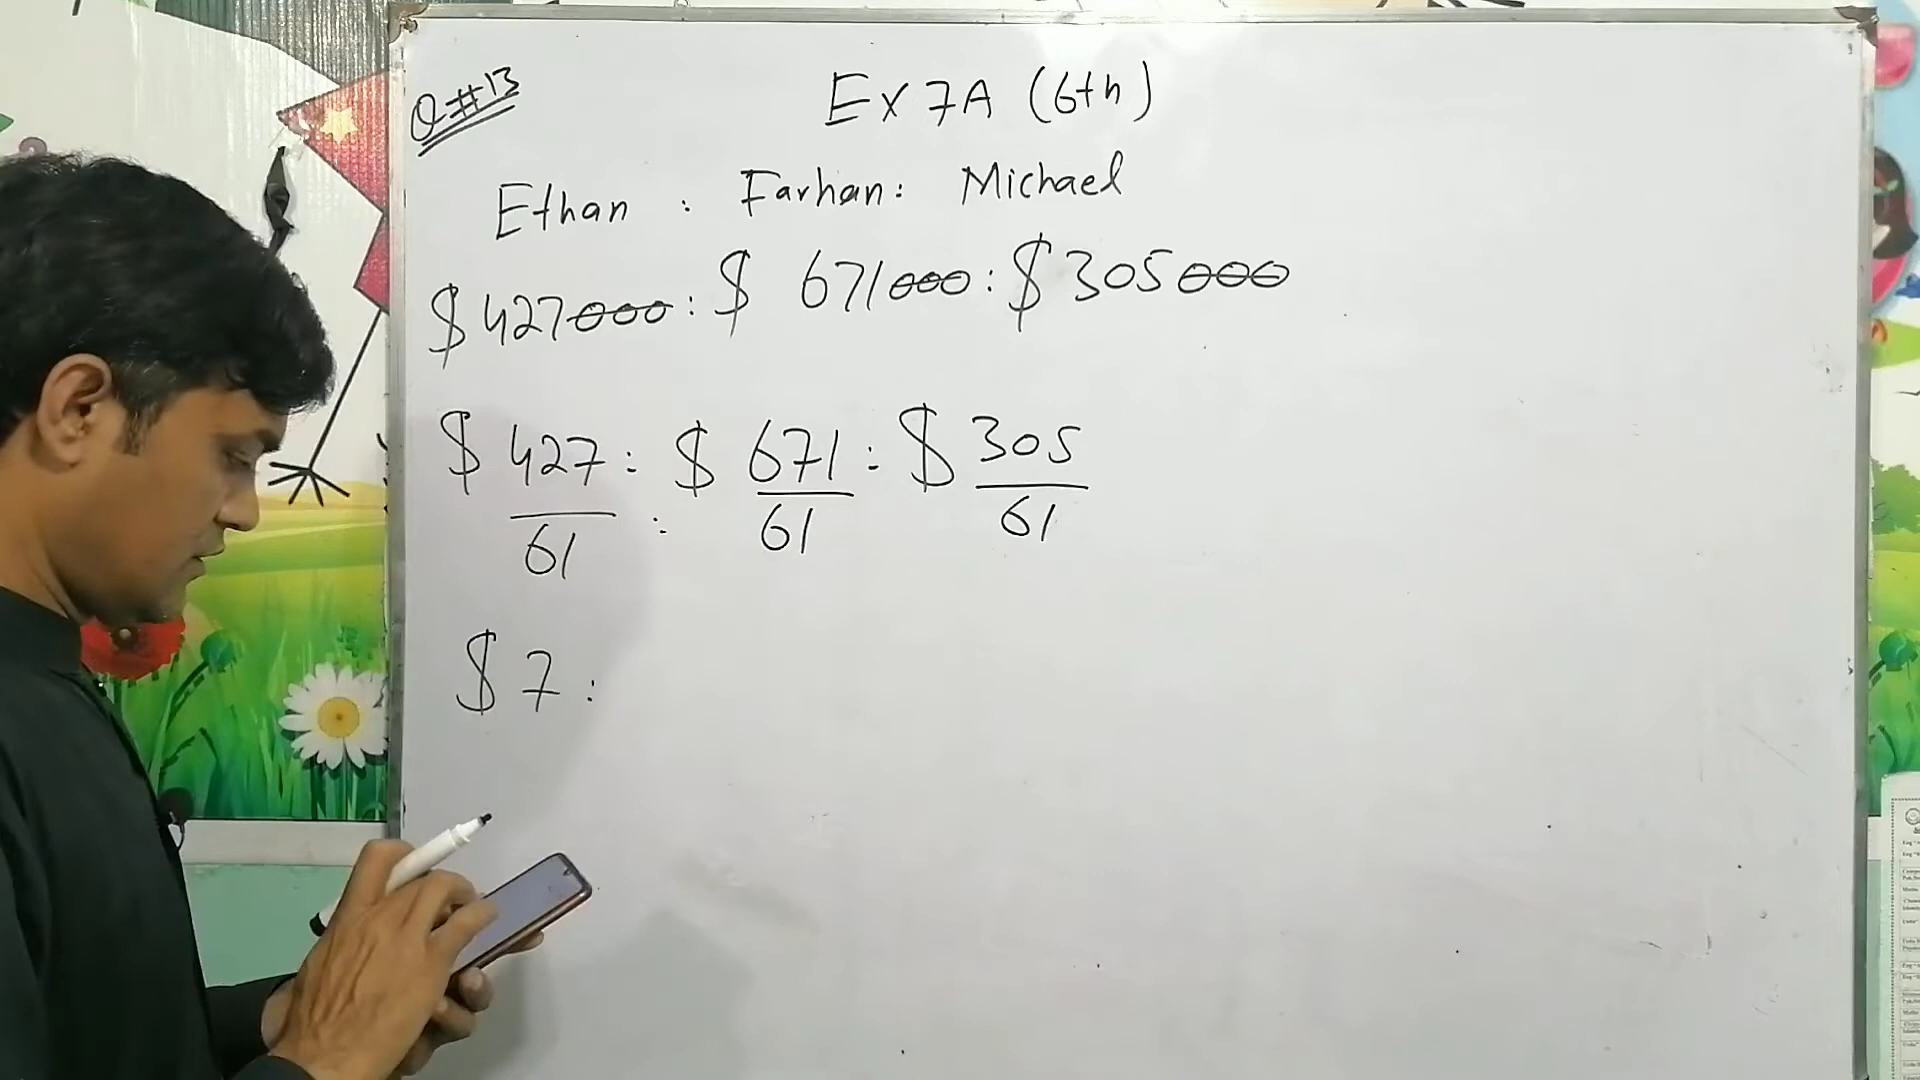 Q#13
Ex 7A (6th)
Ethan : Farhan: Michael
$427000: $ 671000: $305000
$ 427 : $ 671 : $ 305
61 : 61 61
$7: